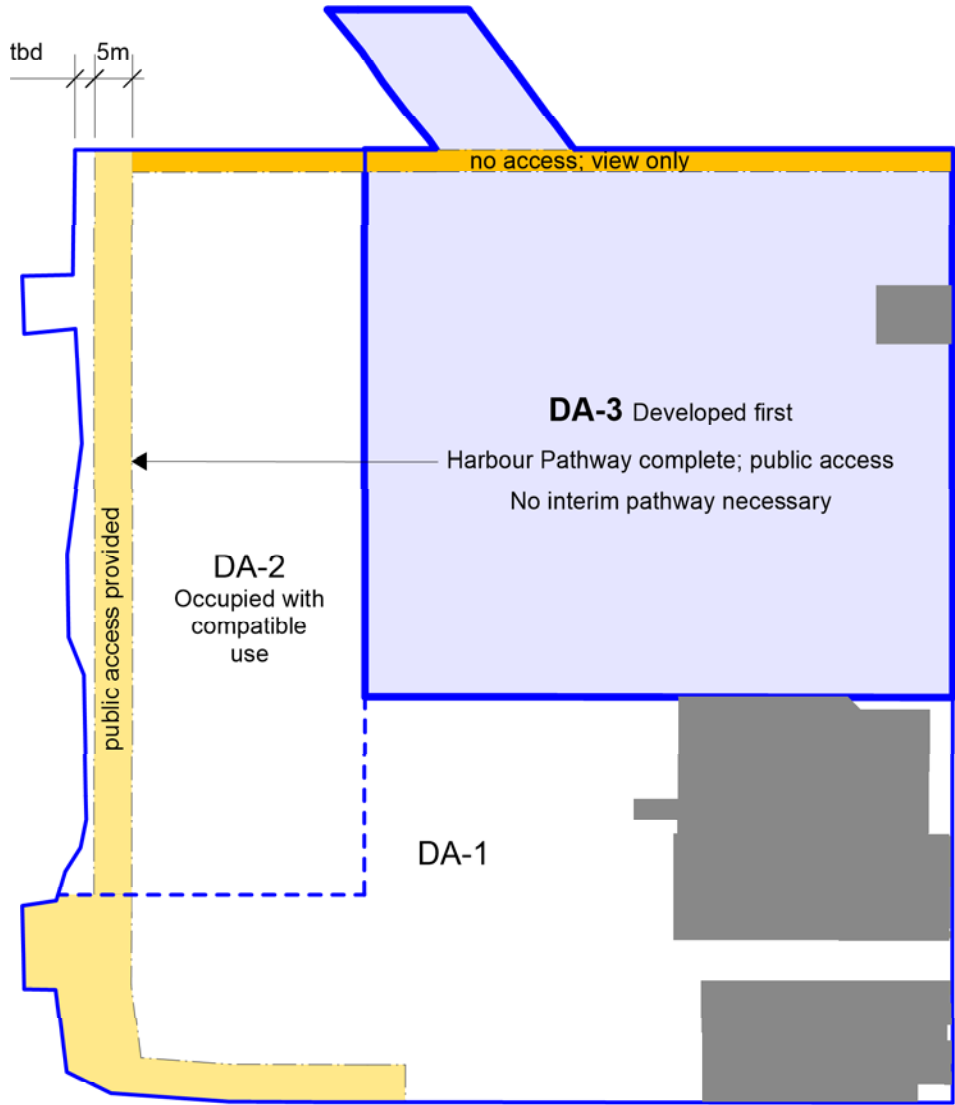 tbd 5m
no access; view only
DA-3 Developed first
Harbour Pathway complete; public access
No interim pathway necessary
public access provided
DA-2
Occupied with
compatible
use
DA-1